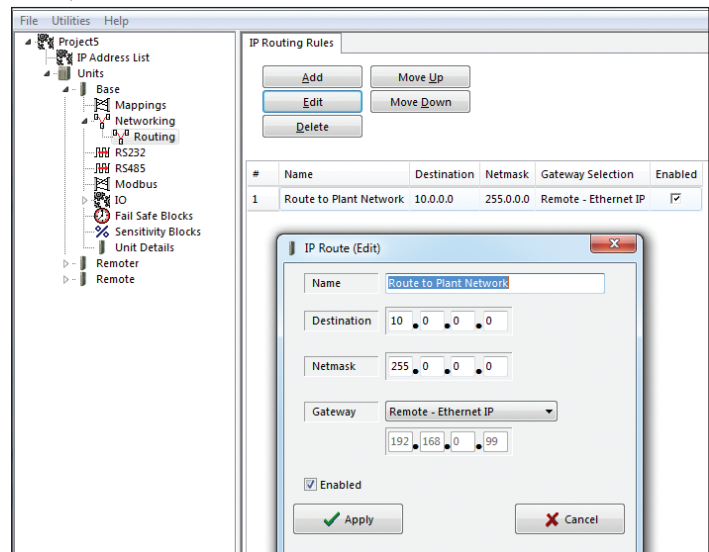 File Utilities Help
Project5
IP Address List
Units
Base
Mappings
Networking
Routing
RS232
RS485
Modbus
IO
Fail Safe Blocks
Sensitivity Blocks
Unit Details
Remoter
Remote
IP Routing Rules
Add Move Up
Edit Move Down
Delete
# Name Destination Netmask Gateway Selection Enabled
1 Route to Plant Network 10.0.0.0 255.0.0.0 Remote - Ethernet IP
IP Route (Edit)
Name Route to Plant Network
Destination 10 . 0 . 0 . 0
Netmask 255 . 0 . 0 . 0
Gateway Remote - Ethernet IP
192 . 168 . 0 . 99
Enabled
Apply Cancel